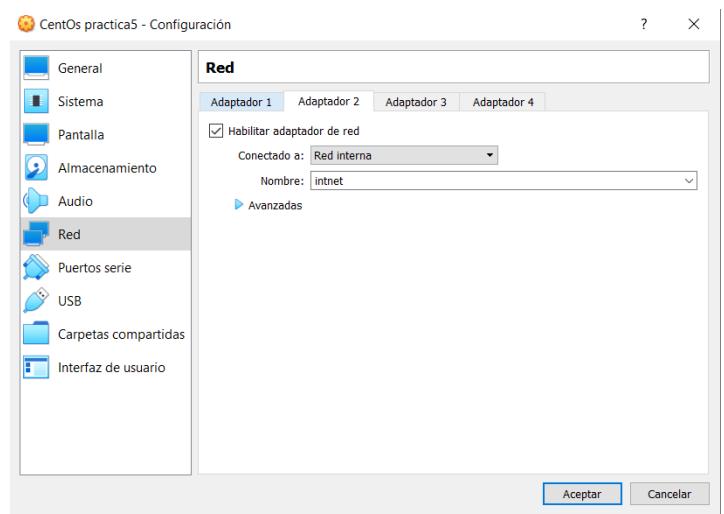 CentOs practica5 - Configuración
?
General
Sistema
Pantalla
Almacenamiento
Audio
Red
Puertos serie
USB
Carpetas compartidas
Interfaz de usuario
Red
Adaptador 1 Adaptador 2 Adaptador 3 Adaptador 4
Habilitar adaptador de red
Conectado a: Red interna
Nombre: intnet
Avanzadas
Aceptar Cancelar